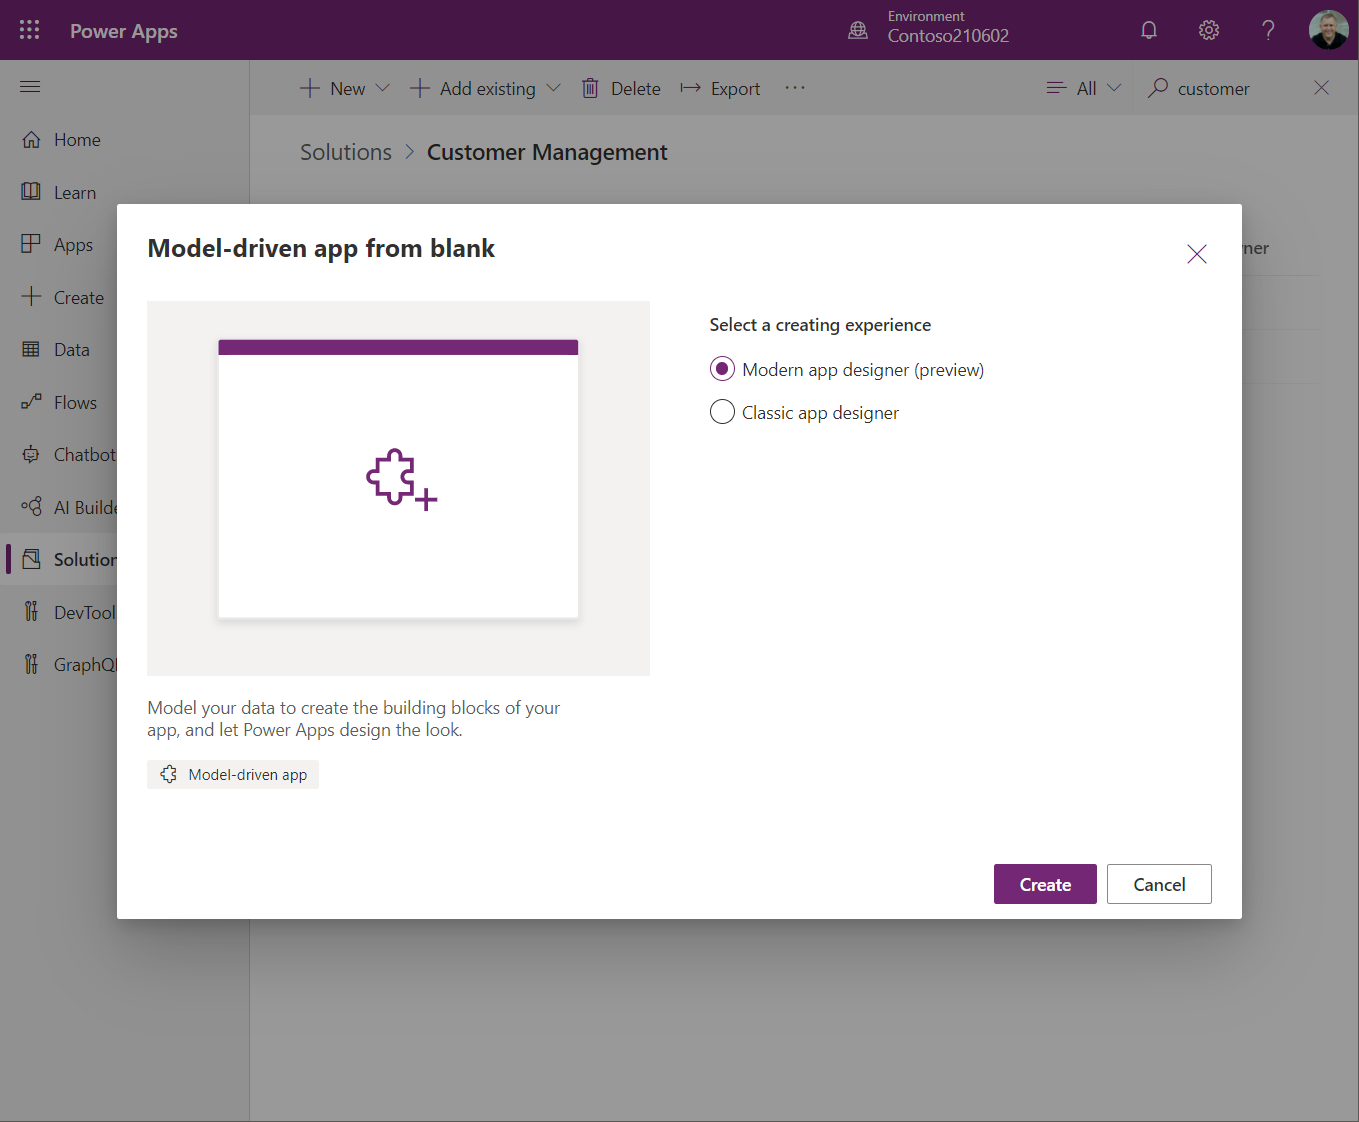 Power Apps
Environment
Contoso210602
New
Add existing
Delete
Export
All
customer
Home
Learn
Apps
Create
Data
Flows
Chatbot
AI Builde
Solution
DevTool
GraphQl
Solutions > Customer Management
ner
Model-driven app from blank
Select a creating experience
Modern app designer (preview)
Classic app designer
Model your data to create the building blocks of your
app, and let Power Apps design the look.
Model-driven app
Create
Cancel